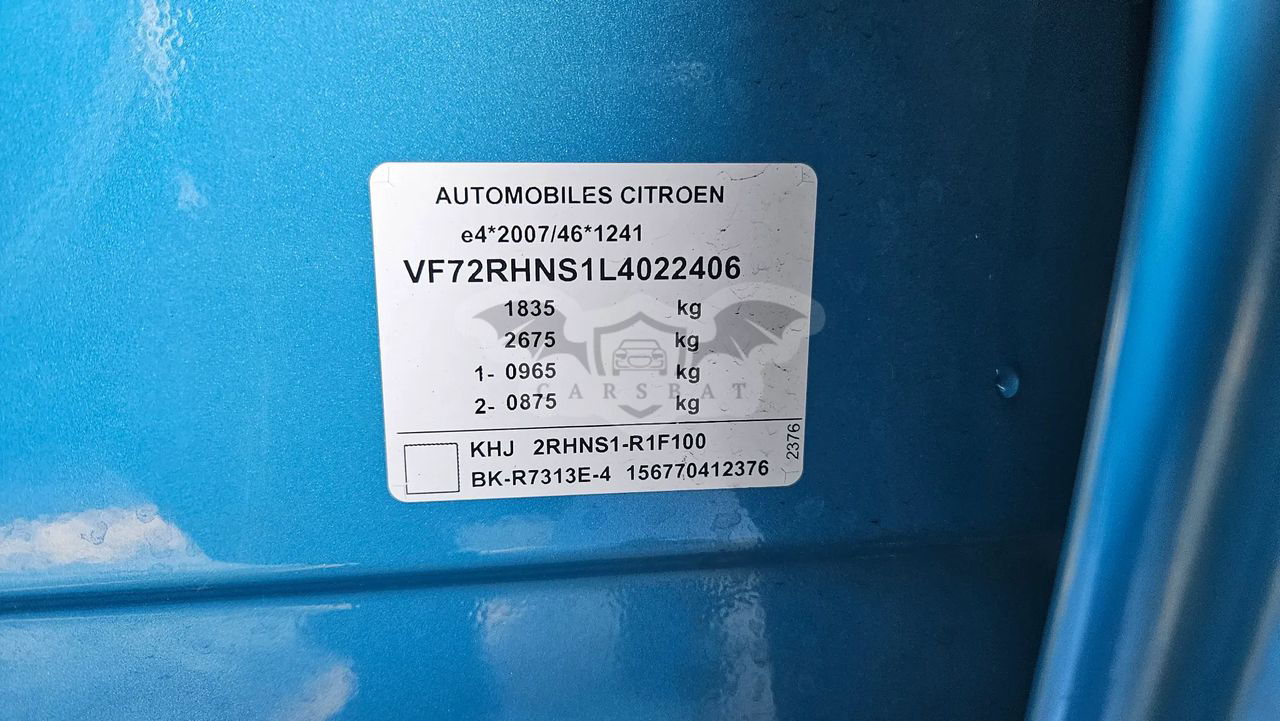 AUTOMOBILES CITROEN
e4*2007/46*1241
VF72RHNS1L4022406
1835 kg
2675 kg
1- 0965 kg
2- 0875 kg
CARSBAT
KHJ 2RHNS1-R1F100
BK-R7313E-4 156770412376
2376